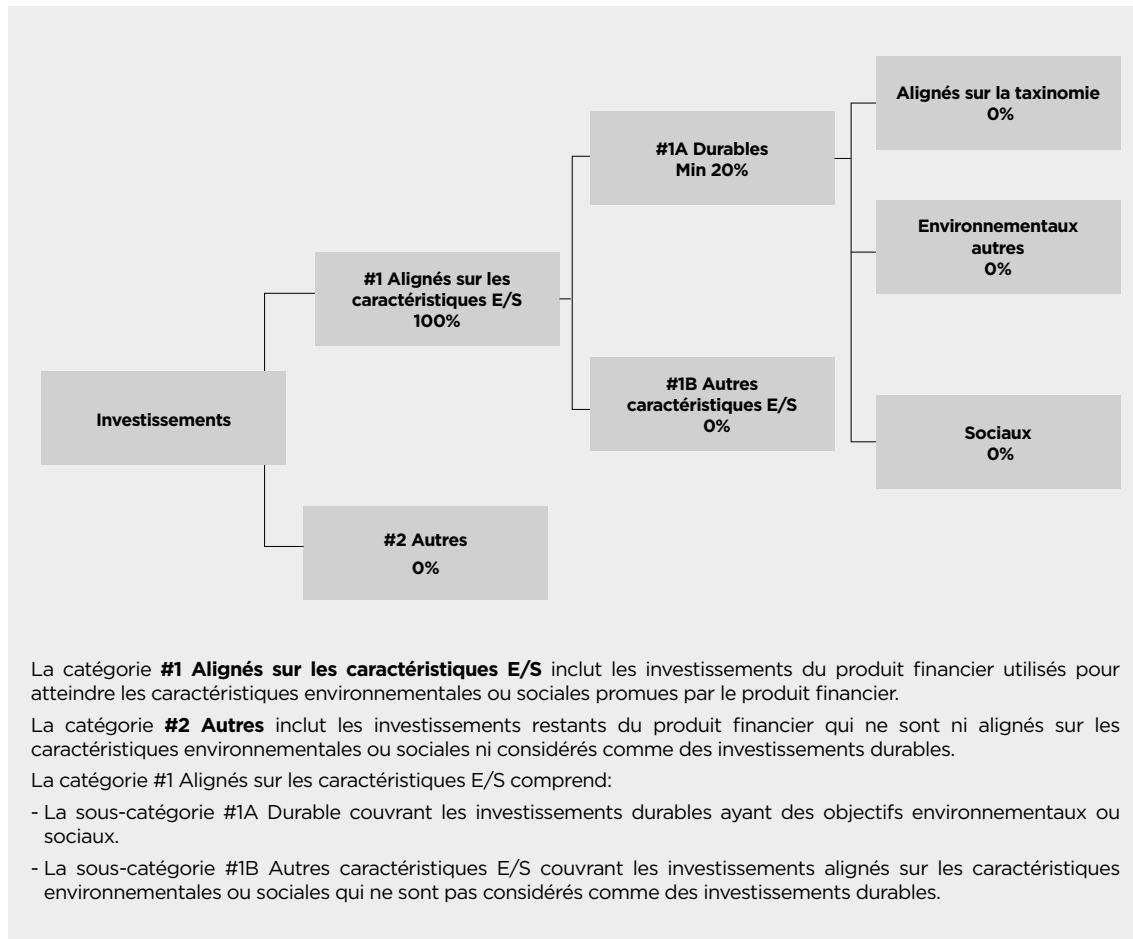 Alignés sur la taxinomie
0%
#1A Durables
Min 20%
Environnementaux
autres
0%
#1 Alignés sur les
caractéristiques E/S
100%
#1B Autres
caractéristiques E/S
0%
Investissements
Sociaux
0%
#2 Autres
0%
La catégorie #1 Alignés sur les caractéristiques E/S inclut les investissements du produit financier utilisés pour
atteindre les caractéristiques environnementales ou sociales promues par le produit financier.
La catégorie #2 Autres inclut les investissements restants du produit financier qui ne sont ni alignés sur les
caractéristiques environnementales ou sociales ni considérés comme des investissements durables.
La catégorie #1 Alignés sur les caractéristiques E/S comprend:
- La sous-catégorie #1A Durable couvrant les investissements durables ayant des objectifs environnementaux ou
sociaux.
- La sous-catégorie #1B Autres caractéristiques E/S couvrant les investissements alignés sur les caractéristiques
environnementales ou sociales qui ne sont pas considérés comme des investissements durables.